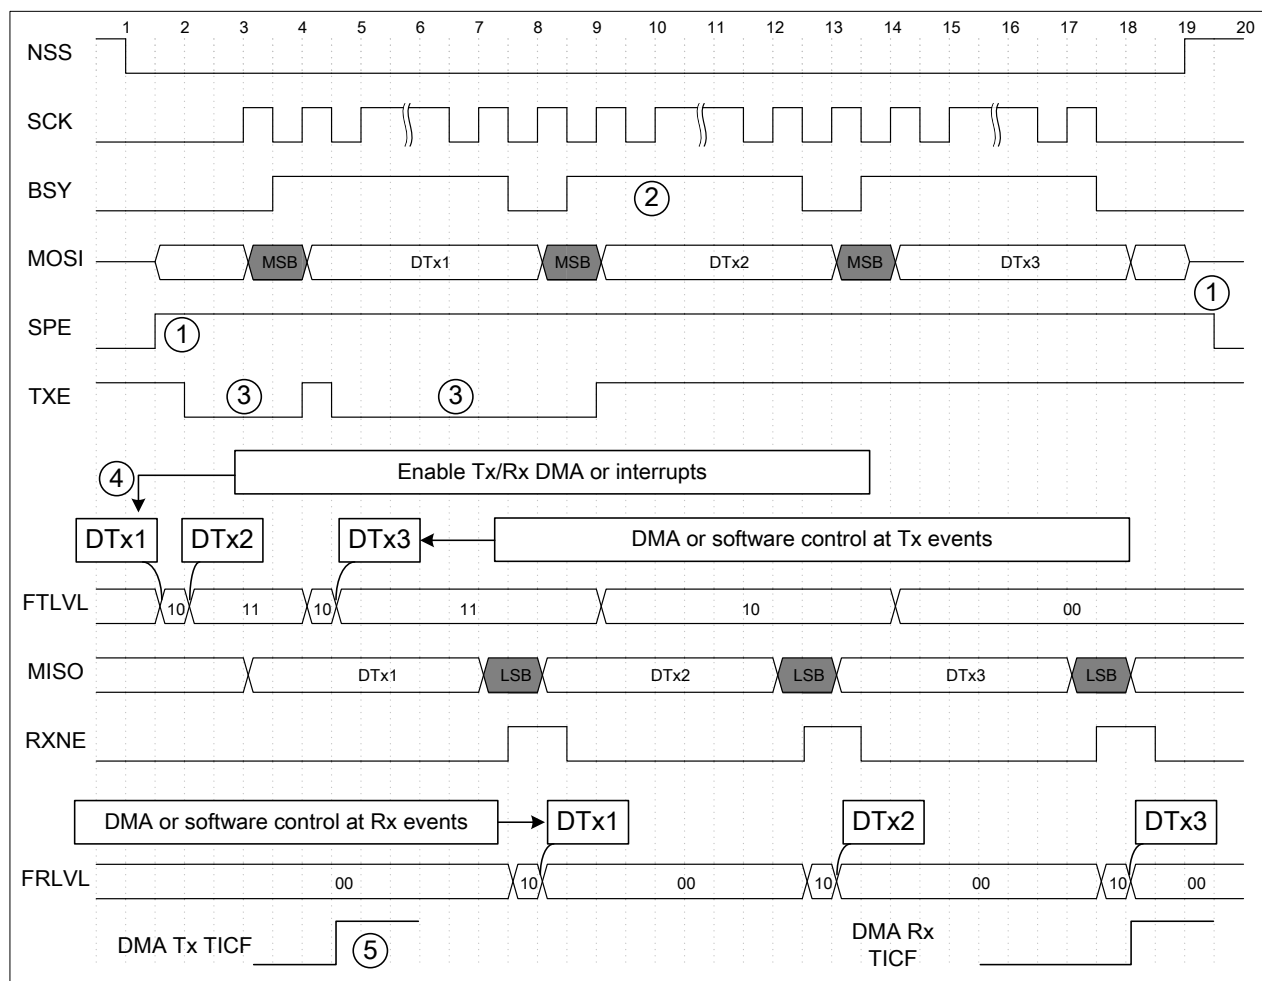 1 2 3 4 5 6 7 8 9 10 11 12 13 14 15 16 17 18 19 20
NSS
SCK
BSY
2
MOSI
MSB DTx1 MSB DTx2 MSB DTx3
1
SPE
1
TXE
3 3
4
Enable Tx/Rx DMA or interrupts
DTx1 DTx2 DTx3
DMA or software control at Tx events
FTLVL
10 11 10 11 10 00
MISO
DTx1 LSB DTx2 LSB DTx3 LSB
RXNE
DMA or software control at Rx events
DTx1 DTx2 DTx3
FRLVL
00 10 00 10 00 10 00
DMA Tx TICF
5
DMA Rx
TICF